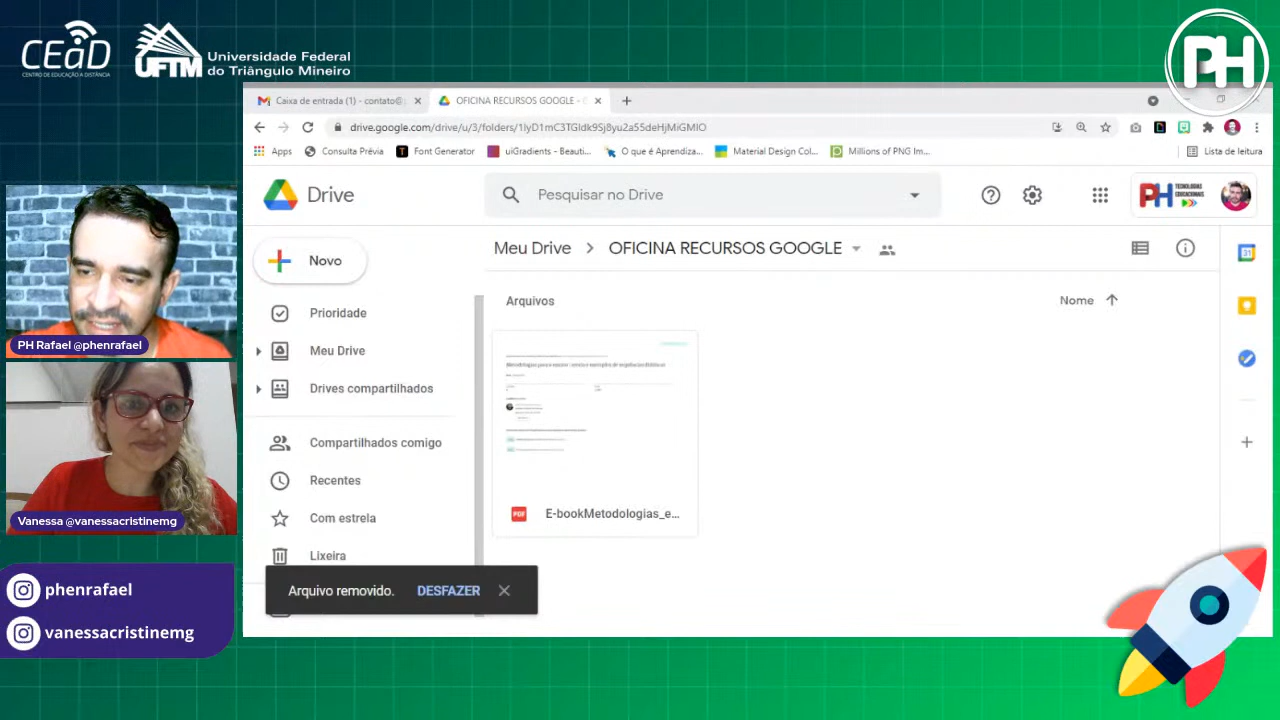 CEaD
CENTRO DE EDUCAÇÃO A DISTÂNCIA
UFTM
Universidade Federal
do Triângulo Mineiro
PH
Caixa de entrada (1) - contato@
OFICINA RECURSOS GOOGLE -
drive.google.com/drive/u/3/folders/
Apps
Consulta Prévia
Font Generator
uiGradients - Beauti...
O que é Aprendiza...
Material Design Col...
Millions of PNG Im...
Lista de leitura
Drive
Pesquisar no Drive
PH TECNOLOGIAS EDUCACIONAIS
Novo
Meu Drive > OFICINA RECURSOS GOOGLE
Prioridade
Meu Drive
Drives compartilhados
Compartilhados comigo
Recentes
Com estrela
Lixeira
Arquivos
Nome
PDF
E-bookMetodologias_e...
Arquivo removido. DESFAZER
31
PH Rafael @phenrafael
Vanessa @vanessacristinemg
phenrafael
vanessacristinemg